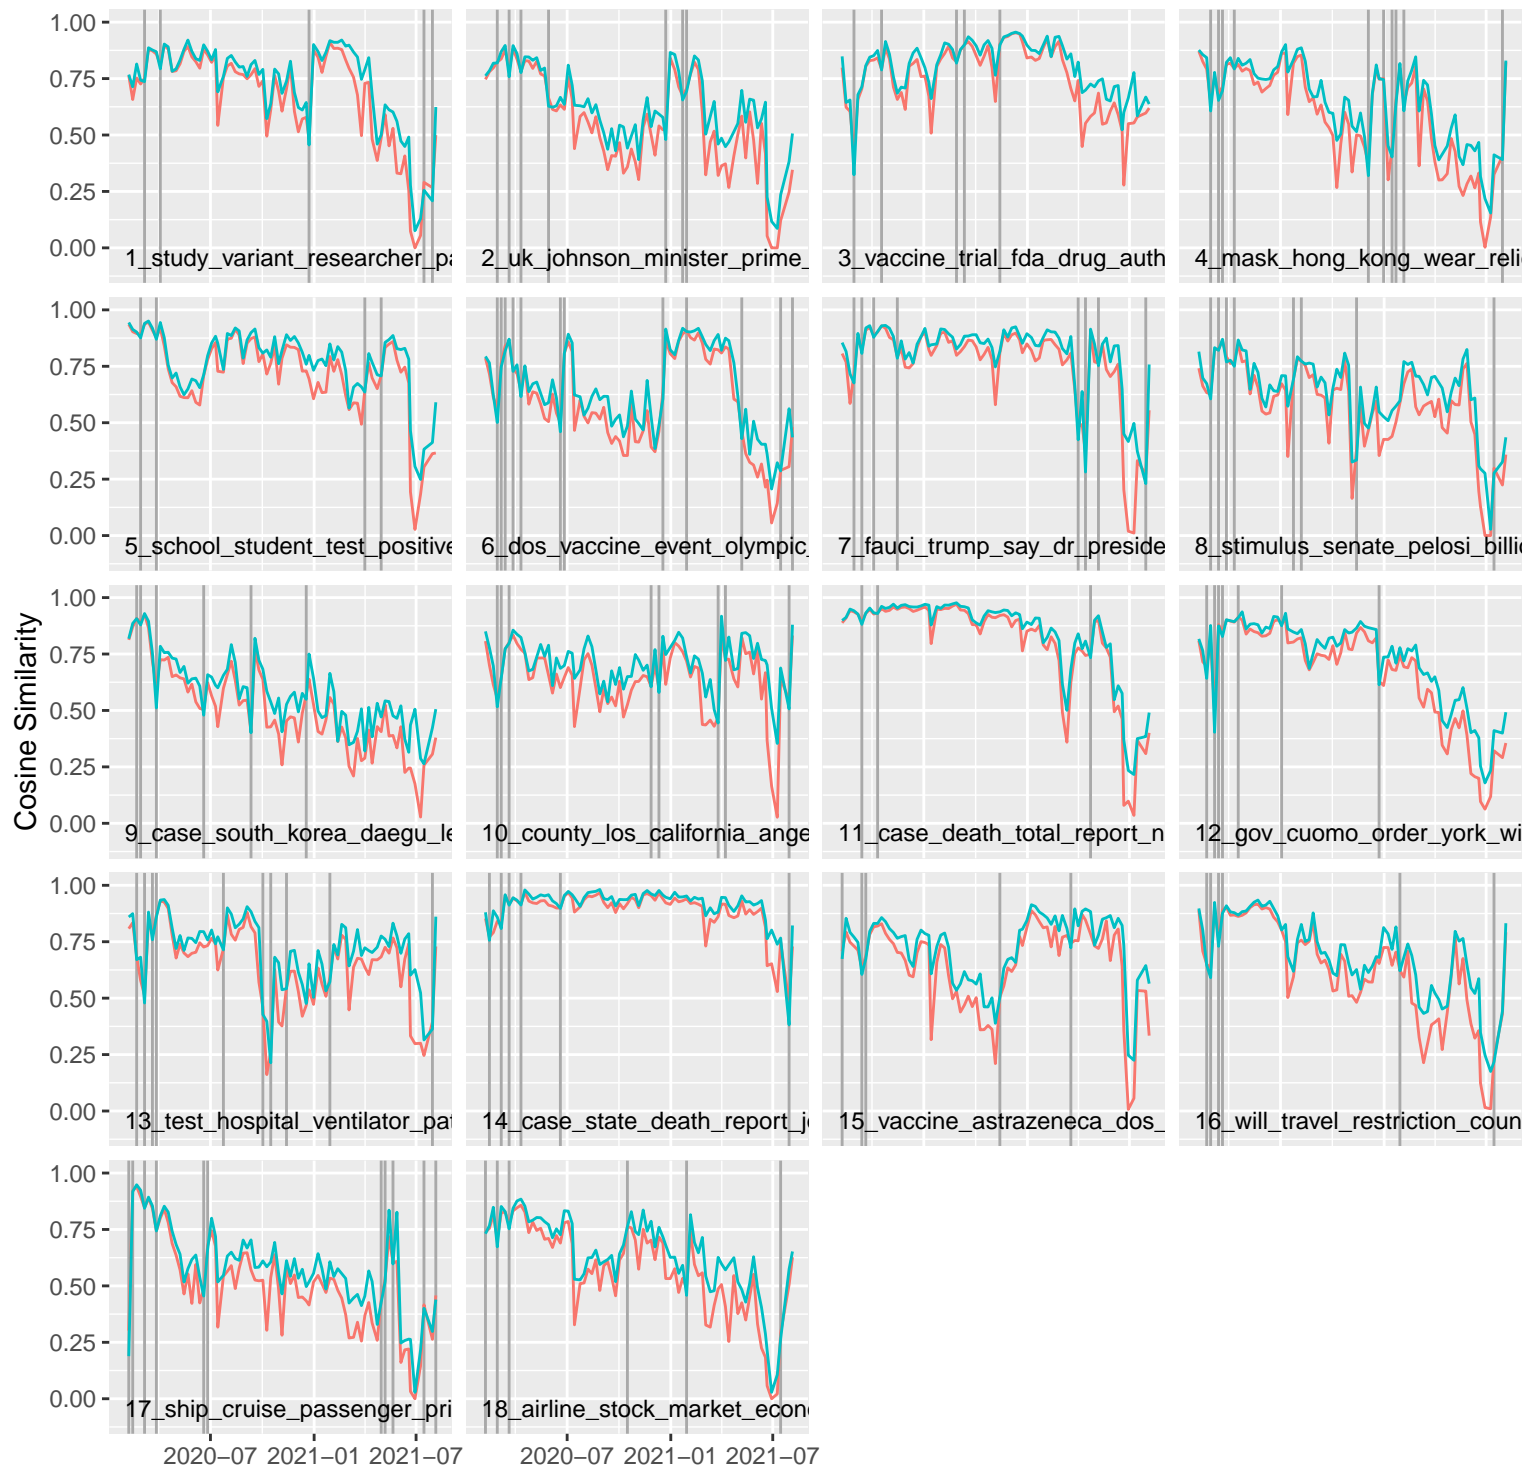 1.00
0.75
0.50
0.25
0.00
1_study_variant_researcher_pa
2_uk_johnson_minister_prime_
3_vaccine_trial_fda_drug_auth
4_mask_hong_kong_wear_reli
1.00
0.75
0.50
0.25
0.00
5_school_student_test_positive
6_dos_vaccine_event_olympic_
7_fauci_trump_say_dr_preside
8_stimulus_senate_pelosi_billi
Cosine Similarity
1.00
0.75
0.50
0.25
0.00
9_case_south_korea_daegu_le
10_county_los_california_ange
11_case_death_total_report_n
12_gov_cuomo_order_york_wi
1.00
0.75
0.50
0.25
0.00
13_test_hospital_ventilator_pat
14_case_state_death_report_j
15_vaccine_astrazeneca_dos_
16_will_travel_restriction_coun
1.00
0.75
0.50
0.25
0.00
17_ship_cruise_passenger_pri
18_airline_stock_market_econ
2020−07 2021−01 2021−07
2020−07 2021−01 2021−07